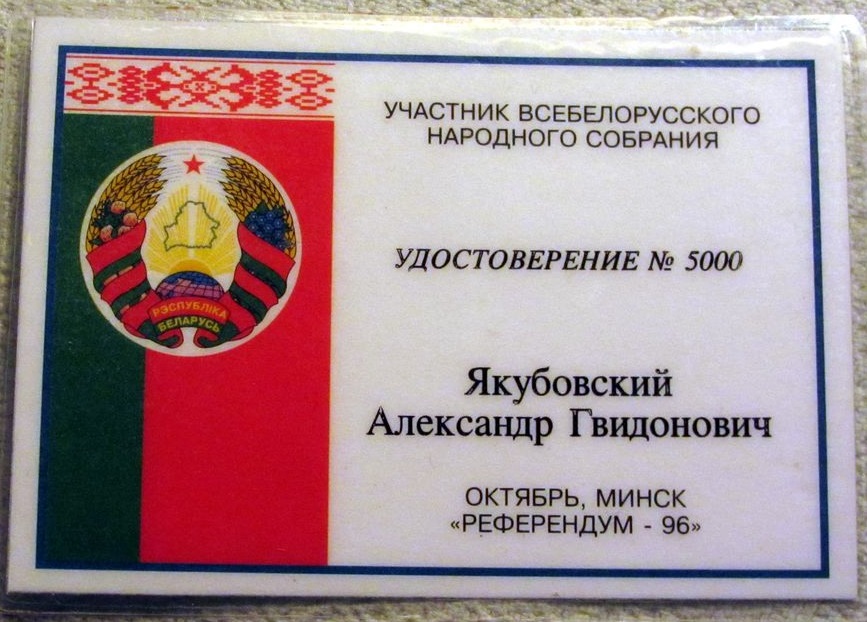 УЧАСТНИК ВСЕБЕЛОРУССКОГО
НАРОДНОГО СОБРАНИЯ
УДОСТОВЕРЕНИЕ № 5000
РЭСПУБЛІКА
БЕЛАРУСЬ
Якубовский
Александр Гвидонович
ОКТЯБРЬ, МИНСК
«РЕФЕРЕНДУМ - 96»